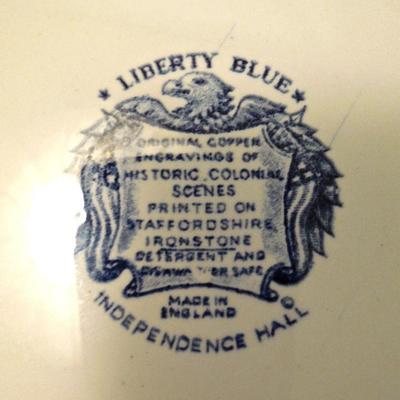 ★ LIBERTY BLUE ★
ORIGINAL COPPER
ENGRAVINGS OF
HISTORIC COLONIAL
SCENES
PRINTED ON
STAFFORDSHIRE
IRONSTONE
DETERGENT AND
SAFE
MADE IN
ENGLAND
INDEPENDENCE HALL ©